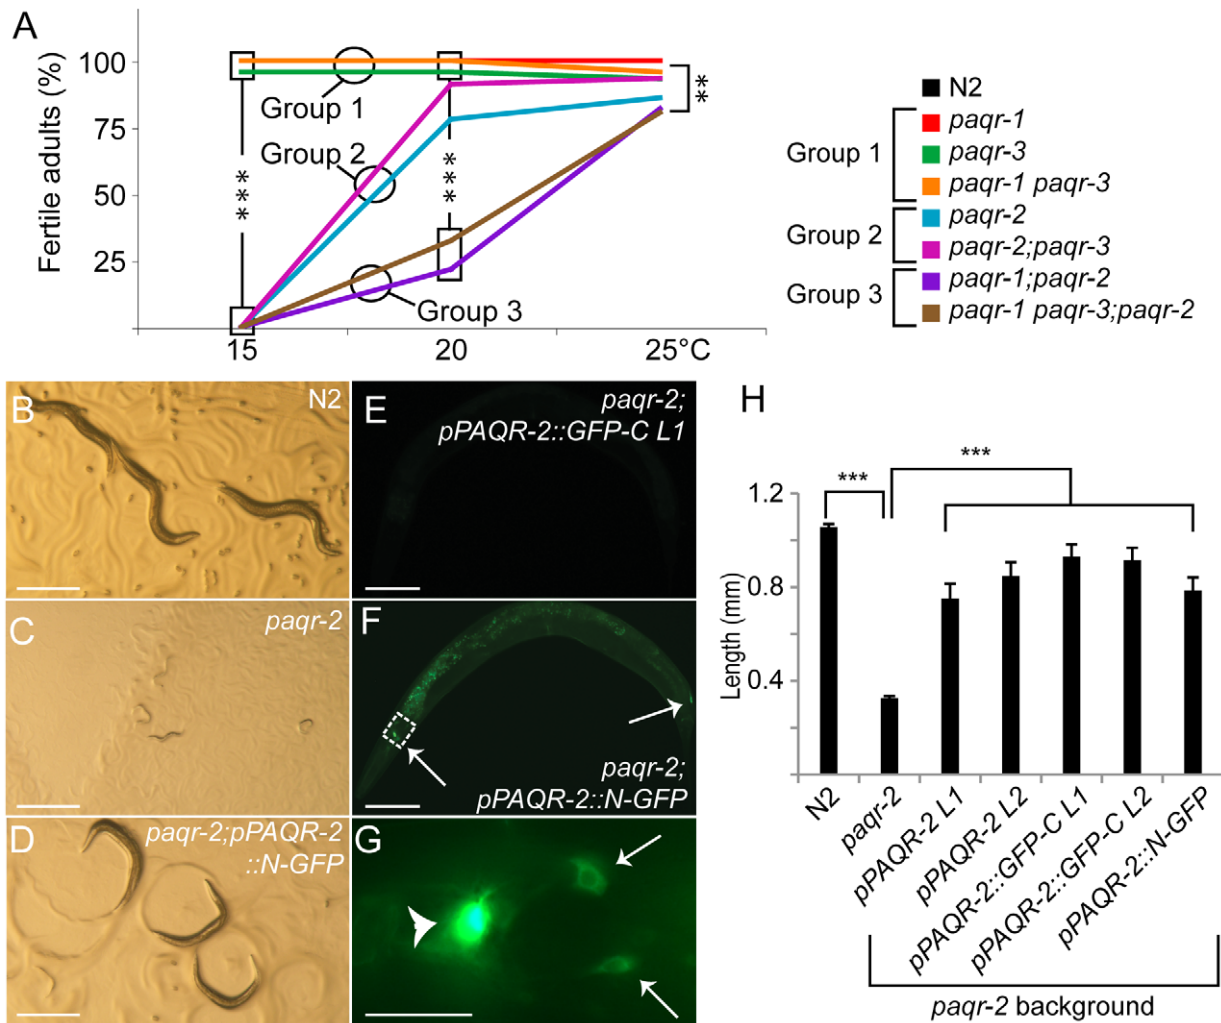 A
Fertile adults (%)
100
75
50
25
15
20
25°C
Group 1
Group 2
Group 3
***
***
**
N2
Group 1
paqr-1
paqr-3
paqr-1 paqr-3
Group 2
paqr-2
paqr-2;paqr-3
Group 3
paqr-1;paqr-2
paqr-1 paqr-3;paqr-2
B
N2
C
paqr-2
D
paqr-2;pPAQR-2
::N-GFP
E
paqr-2;
pPAQR-2::GFP-C L1
F
paqr-2;
pPAQR-2::N-GFP
G
H
***
***
Length (mm)
1.2
0.8
0.4
N2
paqr-2
pPAQR-2 L1
pPAQR-2 L2
pPAQR-2::GFP-C L1
pPAQR-2::GFP-C L2
pPAQR-2::N-GFP
paqr-2 background